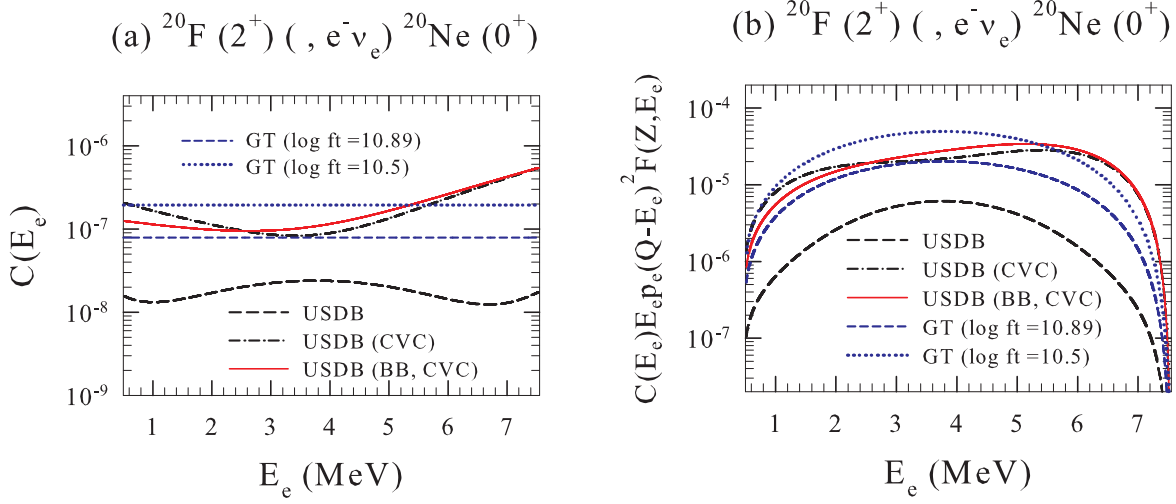 (a) ²⁰F (2⁺) ( , e⁻νₑ) ²⁰Ne (0⁺)
C(Eₑ)
10⁻⁶
10⁻⁷
10⁻⁸
10⁻⁹
GT (log ft=10.89)
GT (log ft=10.5)
USDB
USDB (CVC)
USDB (BB, CVC)
1 2 3 4 5 6 7
Eₑ (MeV)
(b) ²⁰F (2⁺) ( , e⁻νₑ) ²⁰Ne (0⁺)
C(Eₑ)Eₑpₑ(Q-Eₑ)²F(Z,Eₑ)
10⁻⁴
10⁻⁵
10⁻⁶
10⁻⁷
USDB
USDB (CVC)
USDB (BB, CVC)
GT (log ft=10.89)
GT (log ft=10.5)
1 2 3 4 5 6 7
Eₑ (MeV)